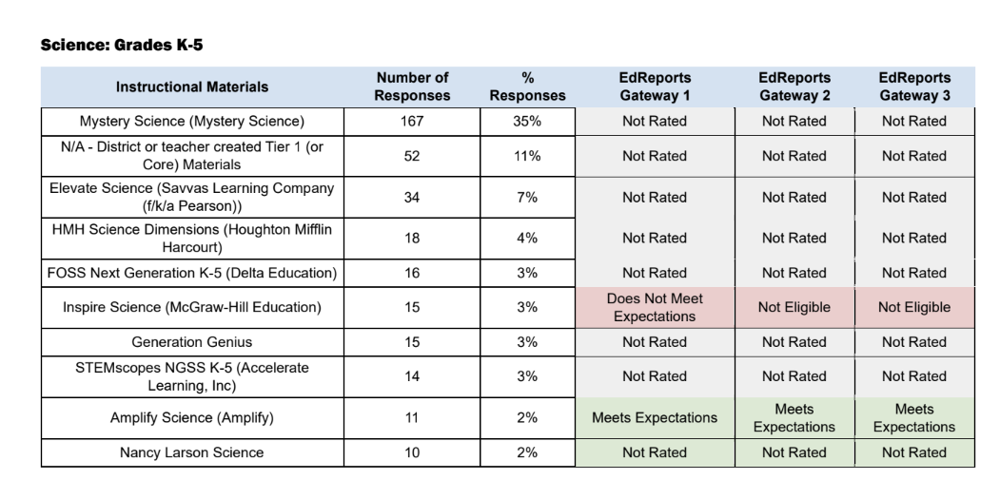 Science: Grades K-5
Instructional Materials
Number of
Responses
%
Responses
EdReports
Gateway 1
EdReports
Gateway 2
EdReports
Gateway 3
Mystery Science (Mystery Science)
167
35%
Not Rated
Not Rated
Not Rated
N/A - District or teacher created Tier 1 (or
Core) Materials
52
11%
Not Rated
Not Rated
Not Rated
Elevate Science (Savvas Learning Company
(f/k/a Pearson))
34
7%
Not Rated
Not Rated
Not Rated
HMH Science Dimensions (Houghton Mifflin
Harcourt)
18
4%
Not Rated
Not Rated
Not Rated
FOSS Next Generation K-5 (Delta Education)
16
3%
Not Rated
Not Rated
Not Rated
Inspire Science (McGraw-Hill Education)
15
3%
Does Not Meet
Expectations
Not Eligible
Not Eligible
Generation Genius
15
3%
Not Rated
Not Rated
Not Rated
STEMscopes NGSS K-5 (Accelerate
Learning, Inc)
14
3%
Not Rated
Not Rated
Not Rated
Amplify Science (Amplify)
11
2%
Meets Expectations
Meets
Expectations
Meets
Expectations
Nancy Larson Science
10
2%
Not Rated
Not Rated
Not Rated